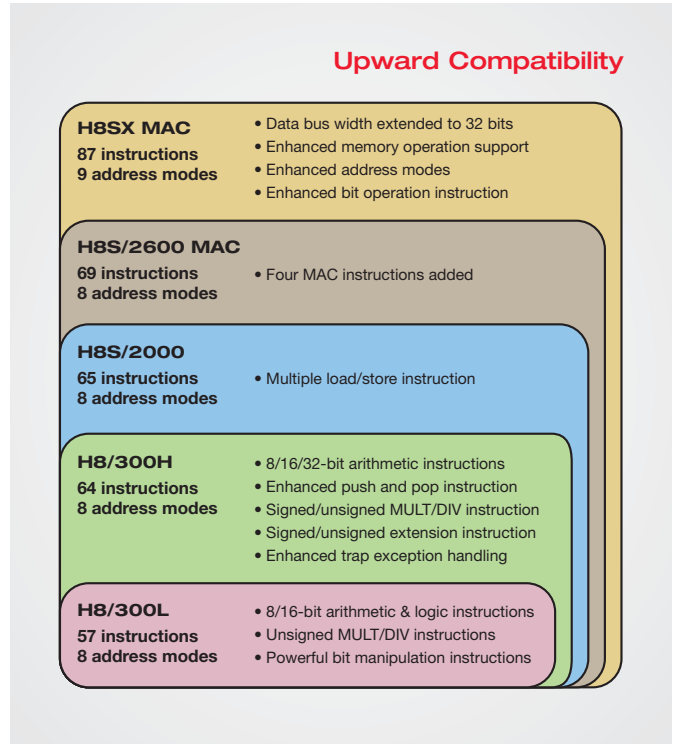 Upward Compatibility
H8SX MAC
87 instructions
9 address modes
• Data bus width extended to 32 bits
• Enhanced memory operation support
• Enhanced address modes
• Enhanced bit operation instruction
H8S/2600 MAC
69 instructions
8 address modes
• Four MAC instructions added
H8S/2000
65 instructions
8 address modes
• Multiple load/store instruction
H8/300H
64 instructions
8 address modes
• 8/16/32-bit arithmetic instructions
• Enhanced push and pop instruction
• Signed/unsigned MULT/DIV instruction
• Signed/unsigned extension instruction
• Enhanced trap exception handling
H8/300L
57 instructions
8 address modes
• 8/16-bit arithmetic & logic instructions
• Unsigned MULT/DIV instructions
• Powerful bit manipulation instructions